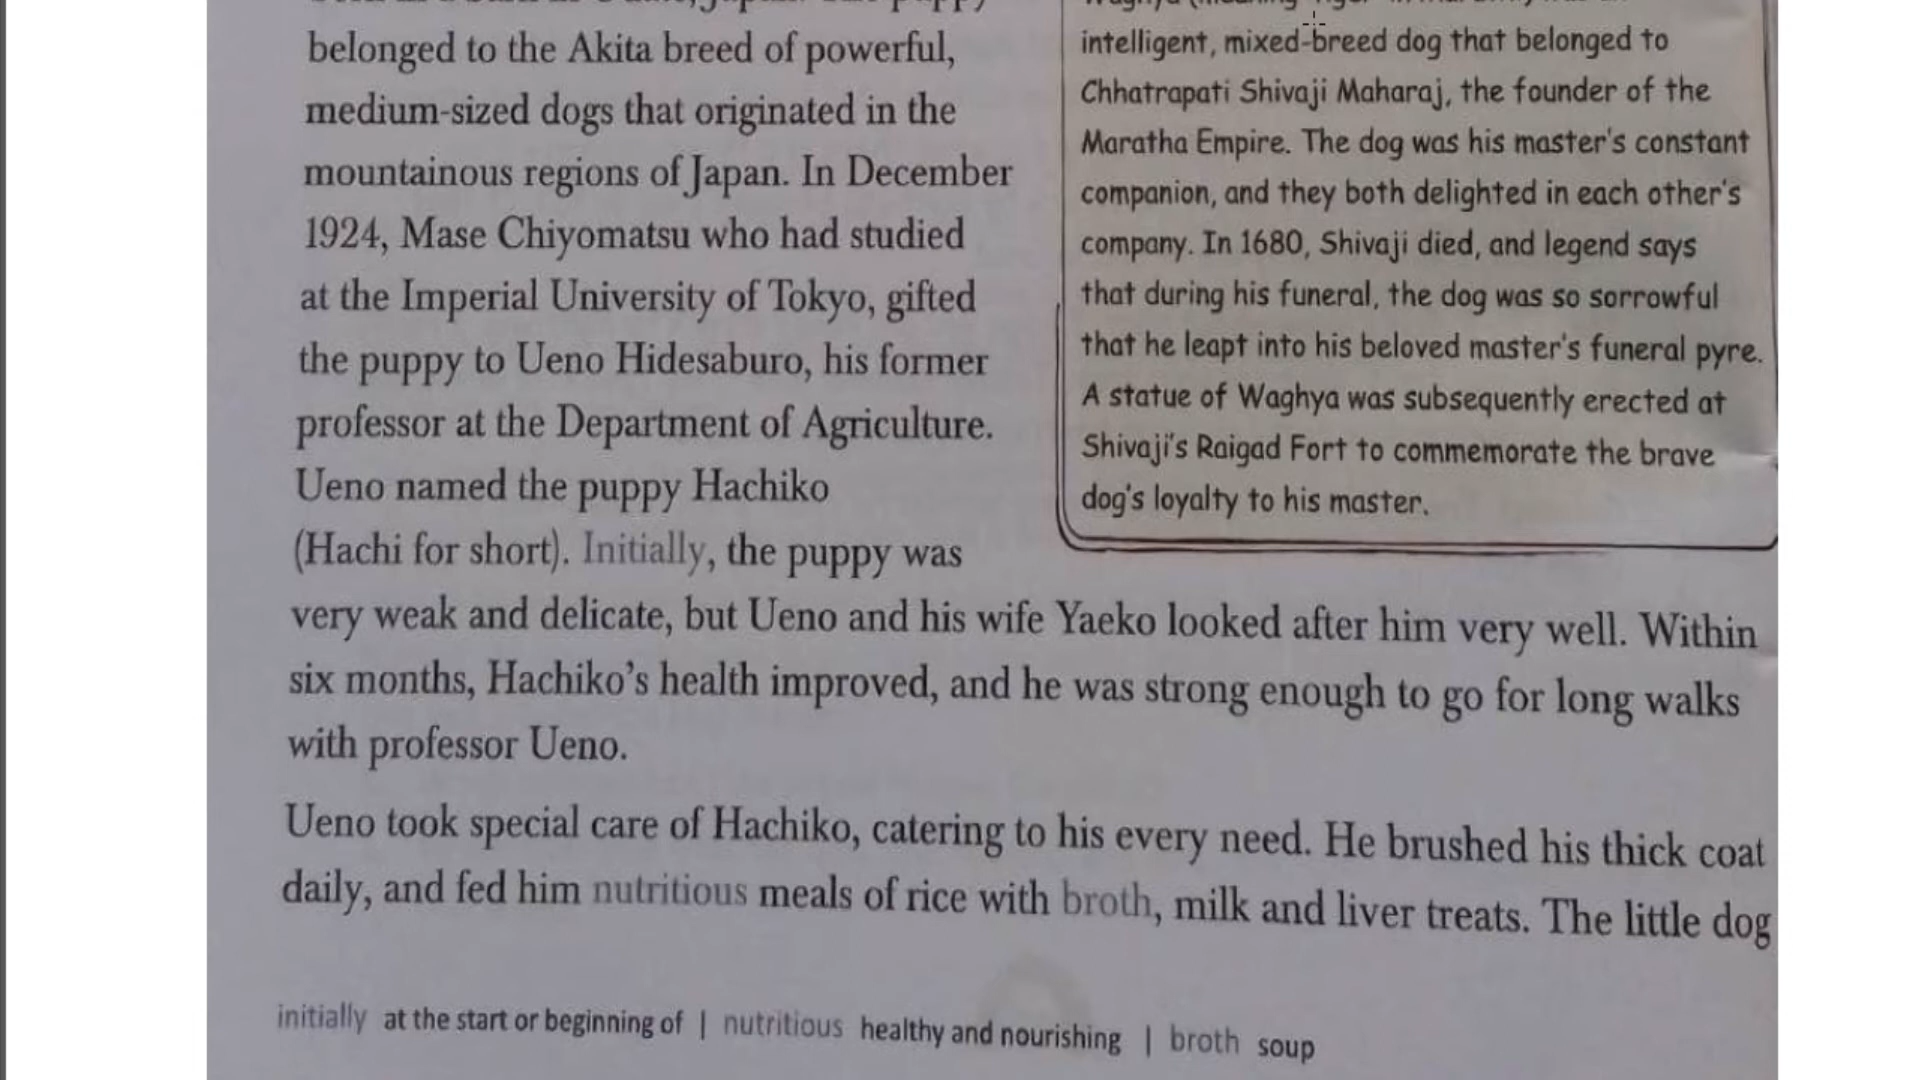 belonged to the Akita breed of powerful,
medium-sized dogs that originated in the
mountainous regions of Japan. In December
1924, Mase Chiyomatsu who had studied
at the Imperial University of Tokyo, gifted
the puppy to Ueno Hidesaburo, his former
professor at the Department of Agriculture.
Ueno named the puppy Hachiko
(Hachi for short). Initially, the puppy was
very weak and delicate, but Ueno and his wife Yaeko looked after him very well. Within
six months, Hachiko’s health improved, and he was strong enough to go for long walks
with professor Ueno.
Ueno took special care of Hachiko, catering to his every need. He brushed his thick coat
daily, and fed him nutritious meals of rice with broth, milk and liver treats. The little dog
intelligent, mixed-breed dog that belonged to
Chhatrapati Shivaji Maharaj, the founder of the
Maratha Empire. The dog was his master's constant
companion, and they both delighted in each other's
company. In 1680, Shivaji died, and legend says
that during his funeral, the dog was so sorrowful
that he leapt into his beloved master's funeral pyre.
A statue of Waghya was subsequently erected at
Shivaji's Raigad Fort to commemorate the brave
dog's loyalty to his master.
initially at the start or beginning of | nutritious healthy and nourishing | broth soup